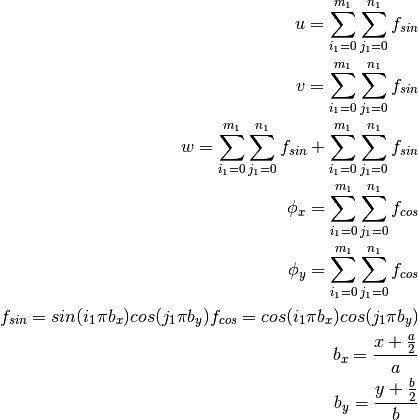 u = \sum_{i_1=0}^{m_1} \sum_{j_1=0}^{n_1} f_{sin}
v = \sum_{i_1=0}^{m_1} \sum_{j_1=0}^{n_1} f_{sin}
w = \sum_{i_1=0}^{m_1} \sum_{j_1=0}^{n_1} f_{sin} + \sum_{i_1=0}^{m_1} \sum_{j_1=0}^{n_1} f_{sin}
\phi_x = \sum_{i_1=0}^{m_1} \sum_{j_1=0}^{n_1} f_{cos}
\phi_y = \sum_{i_1=0}^{m_1} \sum_{j_1=0}^{n_1} f_{cos}
f_{sin} = sin(i_1 \pi b_x)cos(j_1 \pi b_y)f_{cos} = cos(i_1 \pi b_x)cos(j_1 \pi b_y)
b_x = \frac{x + \frac{a}{2}}{a}
b_y = \frac{y + \frac{b}{2}}{b}